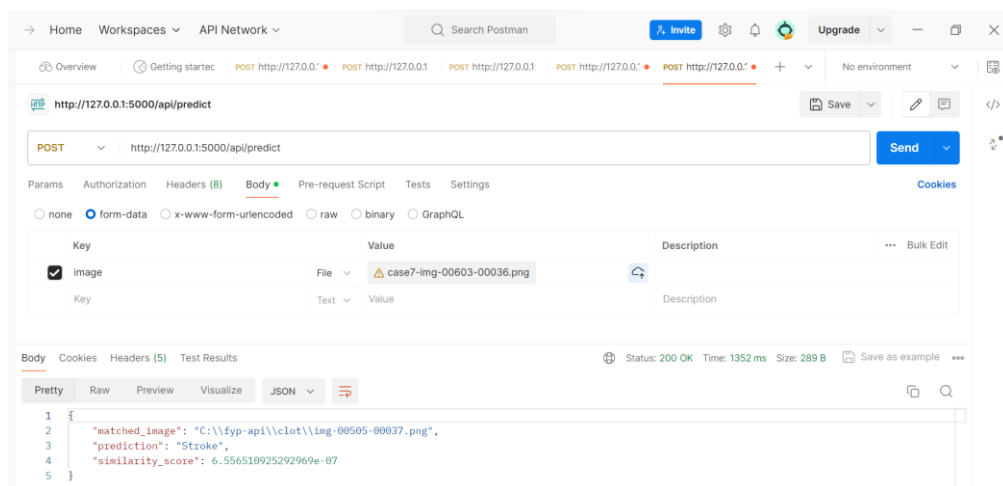 Home Workspaces API Network Search Postman Invite Upgrade
Overview Getting startec POST http://127.0.0.' POST http://127.0.0.1 POST http://127.0.0.1: POST http://127.0.0.' POST http://127.0.0.' No environment
HTTP http://127.0.0.1:5000/api/predict Save
POST http://127.0.0.1:5000/api/predict Send
Params Authorization Headers (8) Body Pre-request Script Tests Settings Cookies
none form-data x-www-form-urlencoded raw binary GraphQL
Key Value Description Bulk Edit
image File case7-img-00603-00036.png
Key Text Value Description
Body Cookies Headers (5) Test Results Status: 200 OK Time: 1352 ms Size: 289 B Save as example
Pretty Raw Preview Visualize JSON
1 {
2 "matched_image": "C:\\fyp-api\\clot\\img-00505-00037.png",
3 "prediction": "Stroke",
4 "similarity_score": 6.556510925292969e-07
5 }